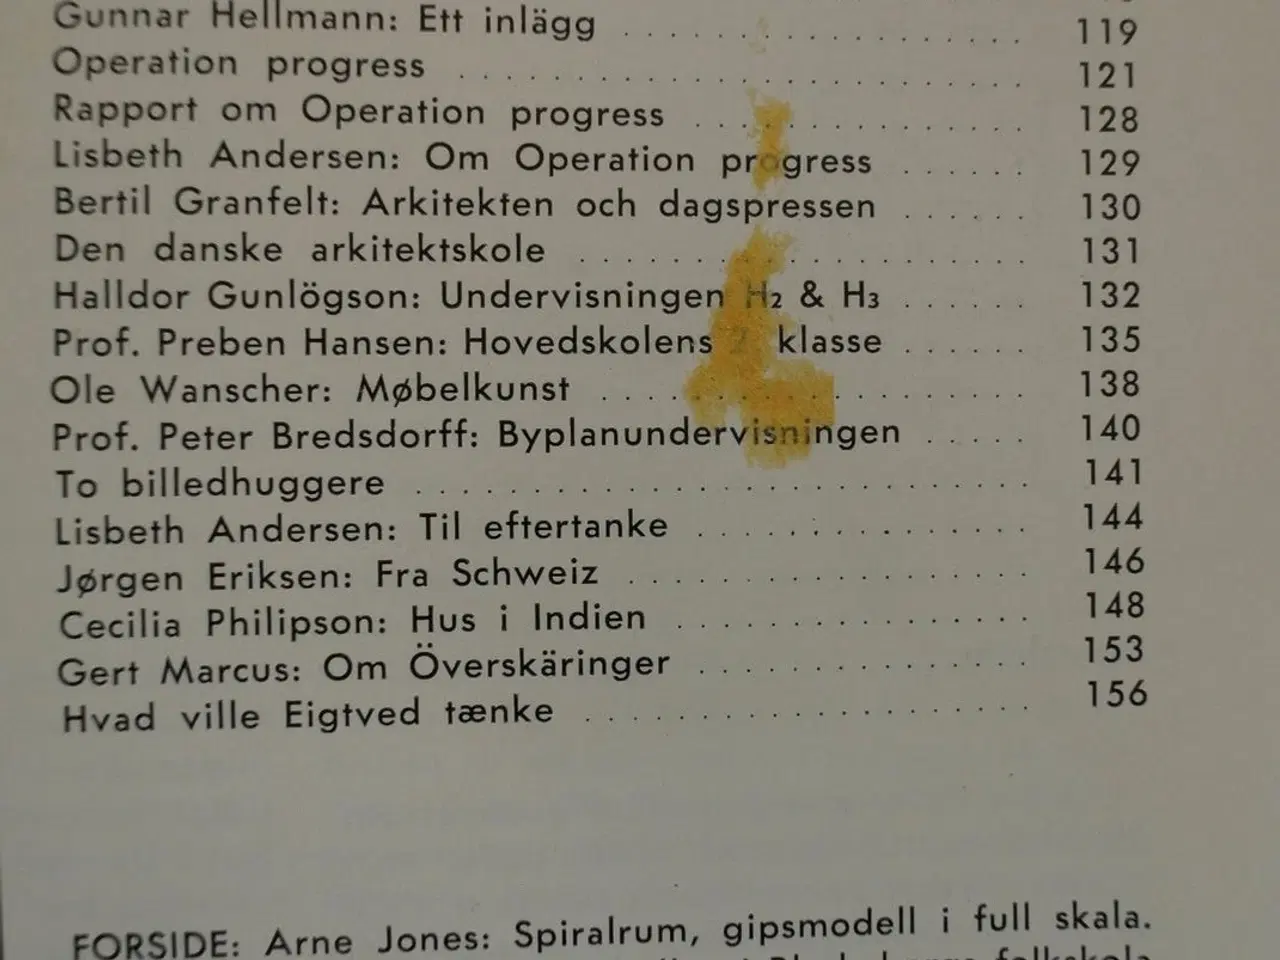 Gunnar Hellmann: Ett inlägg . . . . . . . . . . . . . . . . . 119
Operation progress . . . . . . . . . . . . . . . . . . . . . . . 121
Rapport om Operation progress . . . . . . . . . . . . . . 128
Lisbeth Andersen: Om Operation progress . . . . . . 129
Bertil Granfelt: Arkitekten och dagspressen . . . . . . 130
Den danske arkitektskole . . . . . . . . . . . . . . . . . . . 131
Halldor Gunlögson: Undervisningen H₂ & H₃ . . . . . . 132
Prof. Preben Hansen: Hovedskolens 2. klasse . . . . . . 135
Ole Wanscher: Møbelkunst . . . . . . . . . . . . . . . . . . 138
Prof. Peter Bredsdorff: Byplanundervisningen . . . . . 140
To billedhuggere . . . . . . . . . . . . . . . . . . . . . . . . . 141
Lisbeth Andersen: Til eftertanke . . . . . . . . . . . . . . 144
Jørgen Eriksen: Fra Schweiz . . . . . . . . . . . . . . . . . 146
Cecilia Philipson: Hus i Indien . . . . . . . . . . . . . . . 148
Gert Marcus: Om Överskäringer . . . . . . . . . . . . . . 153
Hvad ville Eigtved tænke . . . . . . . . . . . . . . . . . . . 156
FORSIDE: Arne Jones: Spiralrum, gipsmodell i full skala.